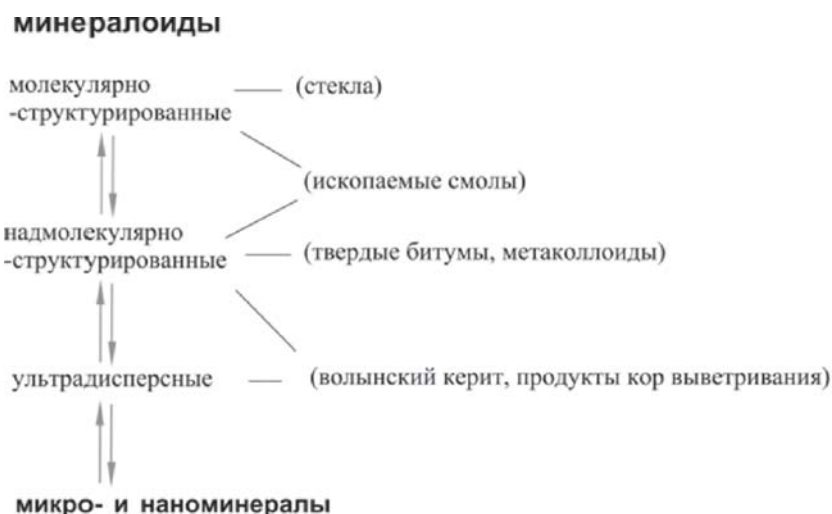 минералоиды
молекулярно
-структурированные
(стекла)
(ископаемые смолы)
надмолекулярно
-структурированные
(твердые битумы, метаколлоиды)
ультрадисперсные
(волынский керит, продукты кор выветривания)
микро- и наноминералы